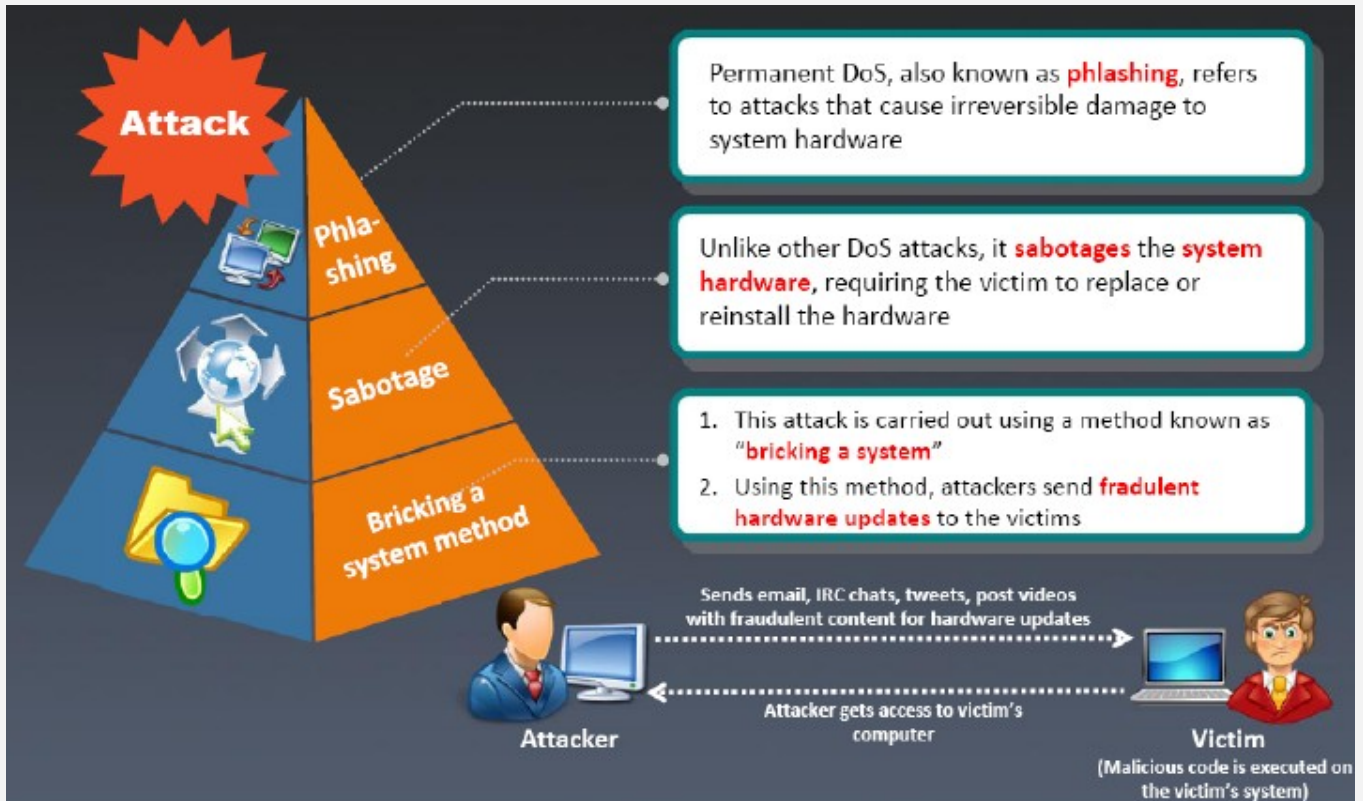 Attack
Phla-
shing
Sabotage
Bricking a
system method
Permanent DoS, also known as phlashing, refers
to attacks that cause irreversible damage to
system hardware
Unlike other DoS attacks, it sabotages the system
hardware, requiring the victim to replace or
reinstall the hardware
1. This attack is carried out using a method known as
“bricking a system”
2. Using this method, attackers send fradulent
hardware updates to the victims
Sends email, IRC chats, tweets, post videos
with fraudulent content for hardware updates
Attacker gets access to victim's
computer
Attacker
Victim
(Malicious code is executed on
the victim's system)